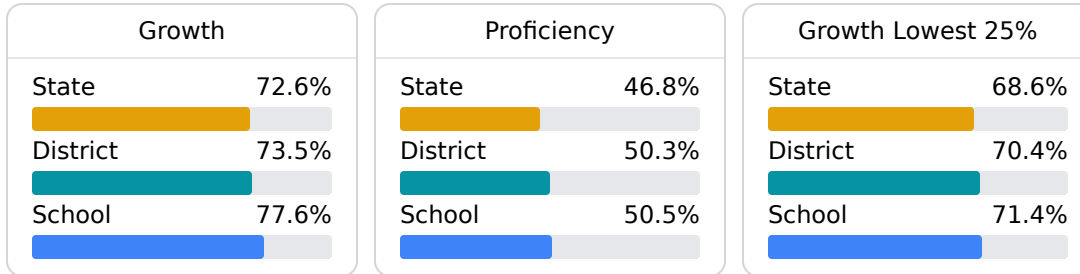 Growth
State 72.6%
District 73.5%
School 77.6%
Proficiency
State 46.8%
District 50.3%
School 50.5%
Growth Lowest 25%
State 68.6%
District 70.4%
School 71.4%